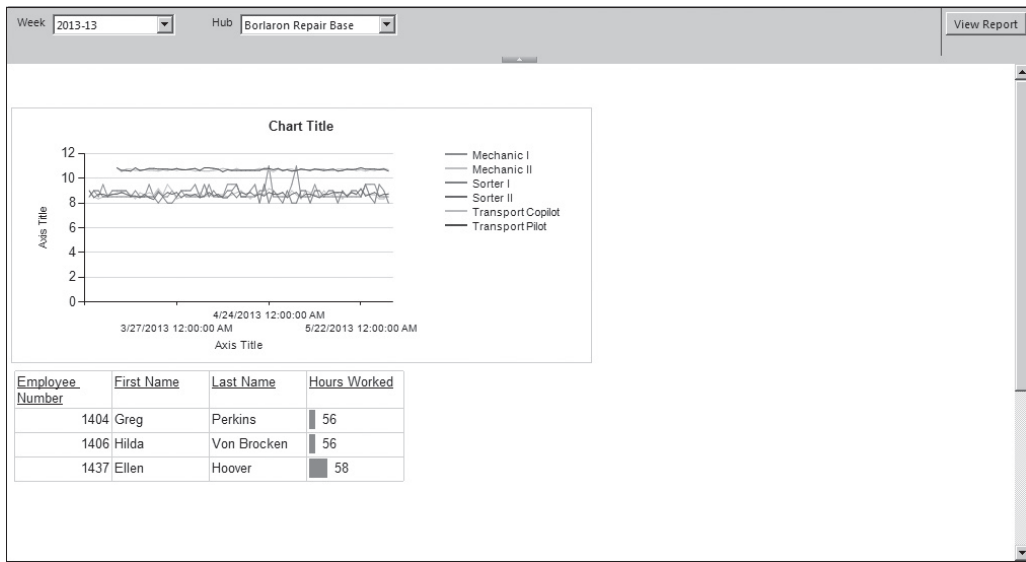 Week 2013-13 Hub Borlaron Repair Base View Report
Chart Title
12
10
8
6
4
2
0
Axis Title
4/24/2013 12:00:00 AM
3/27/2013 12:00:00 AM 5/22/2013 12:00:00 AM
Axis Title
Mechanic I
Mechanic II
Sorter I
Sorter II
Transport Copilot
Transport Pilot
Employee Number First Name Last Name Hours Worked
1404 Greg Perkins 56
1406 Hilda Von Brocken 56
1437 Ellen Hoover 58